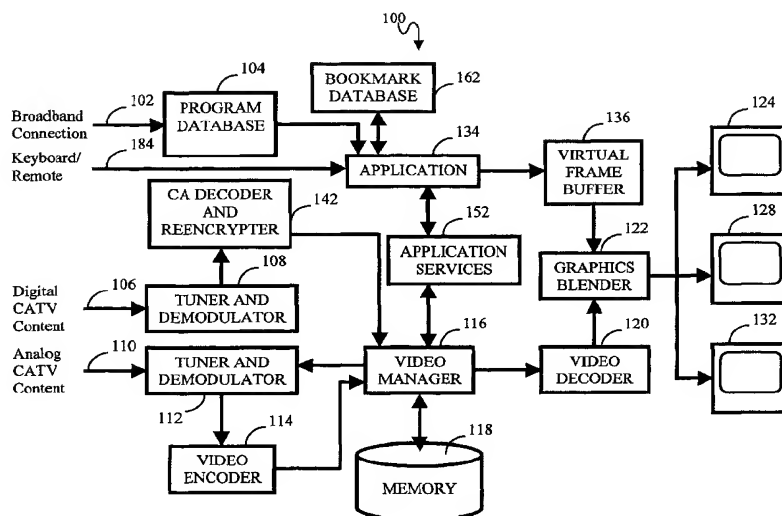 100
104
BOOKMARK
DATABASE
162
Broadband
Connection
102
PROGRAM
DATABASE
134
136
124
Keyboard/
Remote
184
APPLICATION
VIRTUAL
FRAME
BUFFER
CA DECODER
AND
REENCRYPTER
142
152
APPLICATION
SERVICES
122
GRAPHICS
BLENDER
128
Digital
CATV
Content
106
108
TUNER AND
DEMODULATOR
116
120
132
Analog
CATV
Content
110
TUNER AND
DEMODULATOR
VIDEO
MANAGER
VIDEO
DECODER
112
114
VIDEO
ENCODER
118
MEMORY